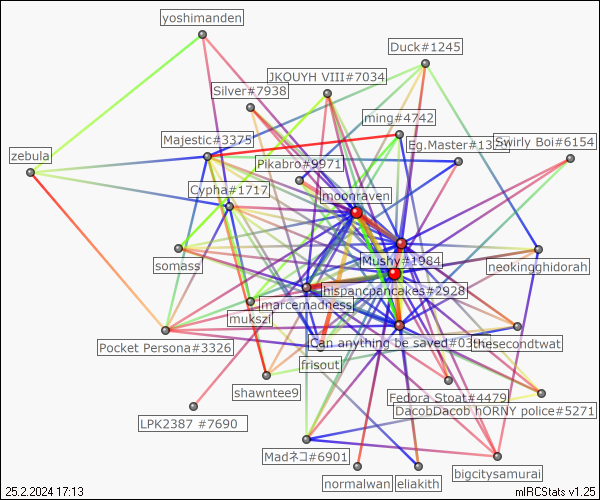 yoshimanden
Duck#1245
JKOUYH VIII#7034
Silver#7938
ming#4742
Majestic#3375
Eg.Master#13
Swirly Boi#6154
zebula
Pikabro#9971
Cypha#1717
moonraven
Mushy#1984
somass
neokingghidorah
hispancpancakes#2928
marcemadness
mukszi
Can anything be saved#03
thesecondtwat
Pocket Persona#3326
frisout
shawntee9
Fedora Stoat#4479
DacobDacob hORNY police#5271
LPK2387 #7690
Madネコ#6901
bigcitysamurai
normalwan
eliakith
25.2.2024 17:13
mIRCStats v1.25